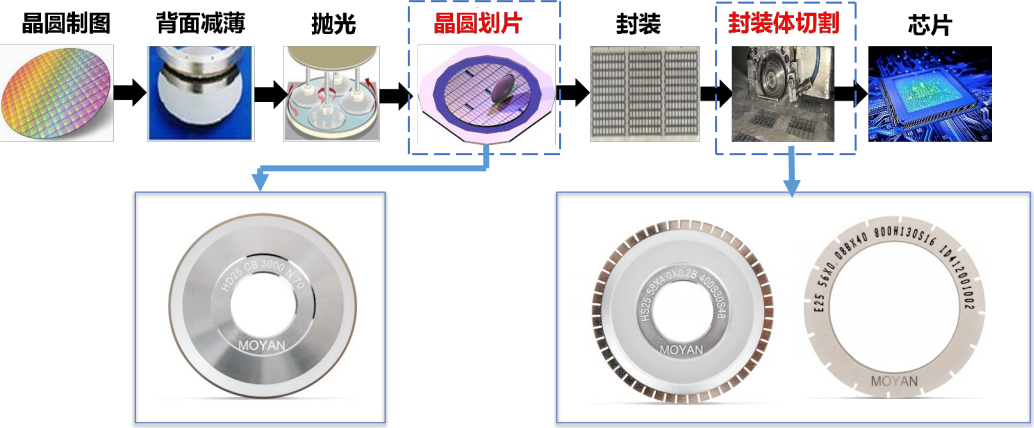 晶圆制图
背面减薄
抛光
晶圆划片
封装
封装体切割
芯片
HD25 CB 3000 N 70
MOYAN
HS25 58X4.0X0.2B 400S30S48
MOYAN
E25 56X0.08BX40 800H130S16 ID412001002
MOYAN